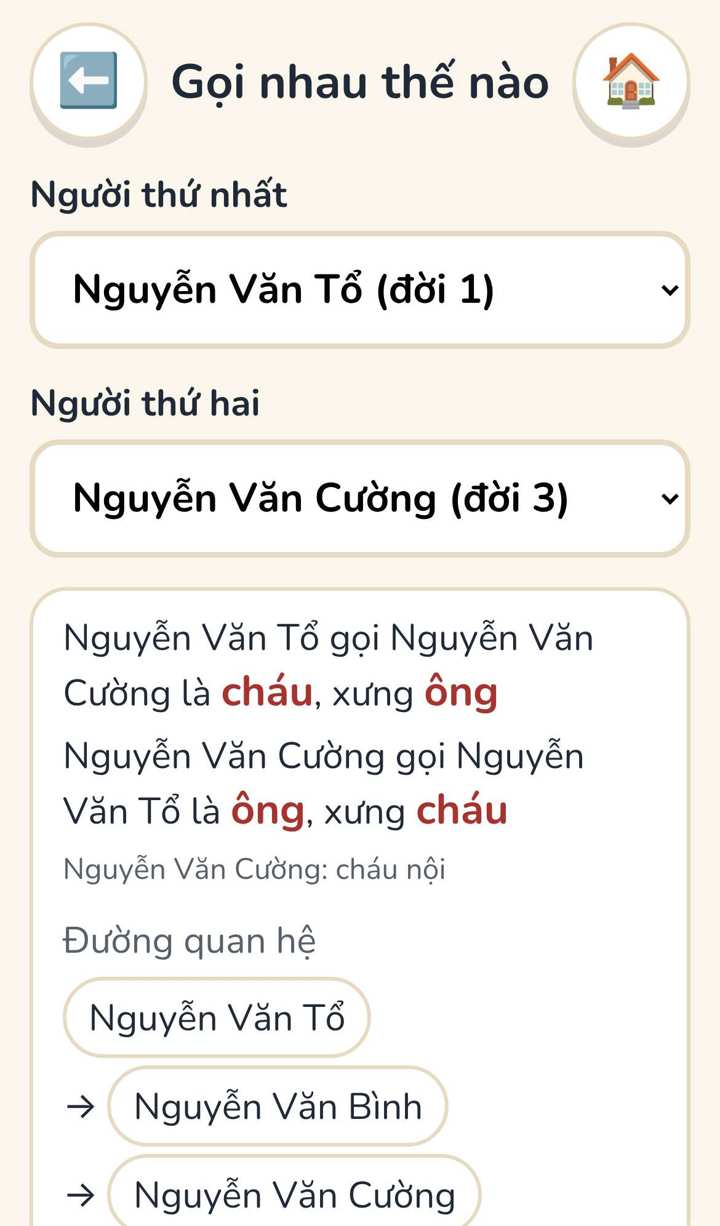 Gọi nhau thế nào
Người thứ nhất
Nguyễn Văn Tổ (đời 1)
Người thứ hai
Nguyễn Văn Cường (đời 3)
Nguyễn Văn Tổ gọi Nguyễn Văn
Cường là cháu, xưng ông
Nguyễn Văn Cường gọi Nguyễn
Văn Tổ là ông, xưng cháu
Nguyễn Văn Cường: cháu nội
Đường quan hệ
Nguyễn Văn Tổ
→ Nguyễn Văn Bình
→ Nguyễn Văn Cường